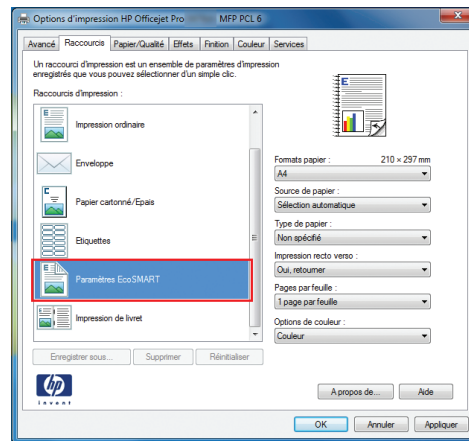 Options d'impression HP Officejet Pro MFP PCL 6
Avancé Raccourcis Papier/Qualité Effets Finition Couleur Services
Un raccourci d'impression est un ensemble de paramètres d'impression
enregistrés que vous pouvez sélectionner d'un simple clic.
Raccourcis d'impression :
Impression ordinaire
Enveloppe
Papier cartonné/Epais
Etiquettes
Paramètres EcoSMART
Impression de livret
Enregistrer sous... Supprimer Réinitialiser
E
Formats papier : 210 × 297 mm
A4
Source de papier :
Sélection automatique
Type de papier :
Non spécifié
Impression recto verso :
Oui, retourner
Pages par feuille :
1 page par feuille
Options de couleur :
Couleur
hp
invent
A propos de... Aide
OK Annuler Appliquer